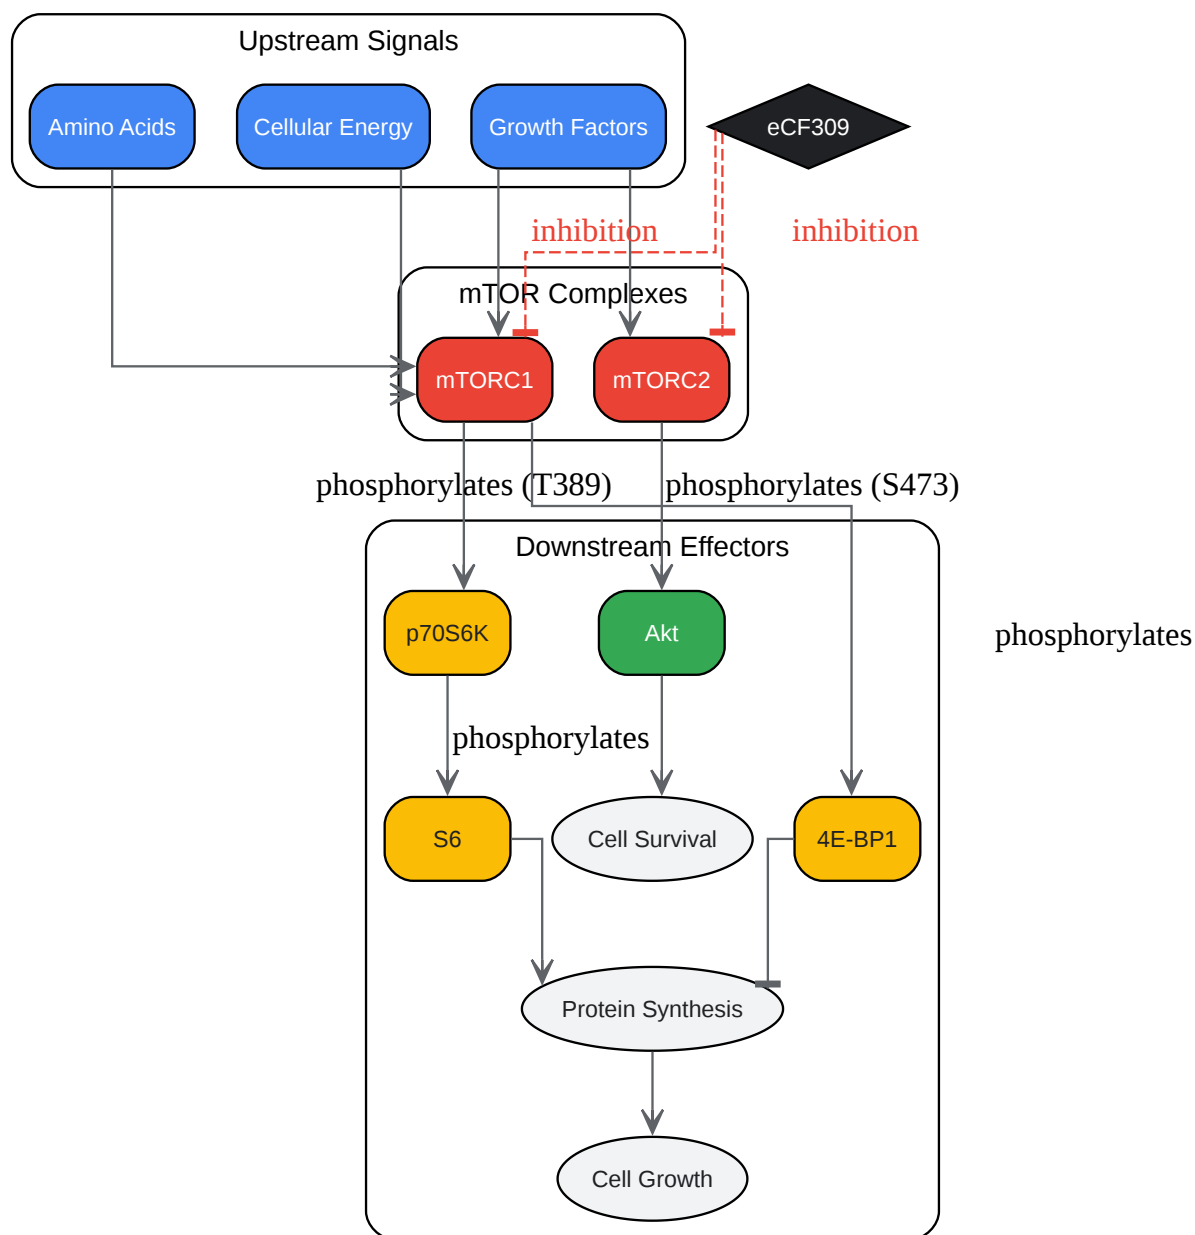 Upstream Signals
Amino Acids
Cellular Energy
Growth Factors
eCF309
inhibition
inhibition
mTOR Complexes
mTORC1
mTORC2
phosphorylates (T389)
phosphorylates (S473)
Downstream Effectors
p70S6K
Akt
phosphorylates
phosphorylates
S6
Cell Survival
4E-BP1
Protein Synthesis
Cell Growth